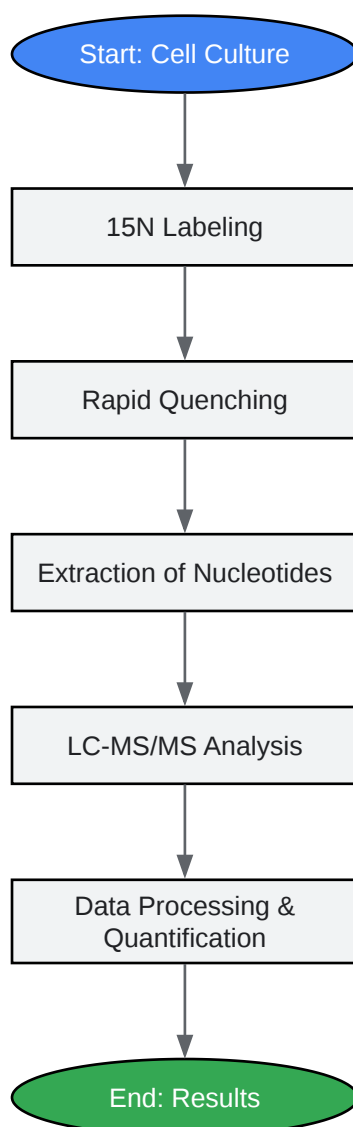 Start: Cell Culture
15N Labeling
Rapid Quenching
Extraction of Nucleotides
LC-MS/MS Analysis
Data Processing &
Quantification
End: Results